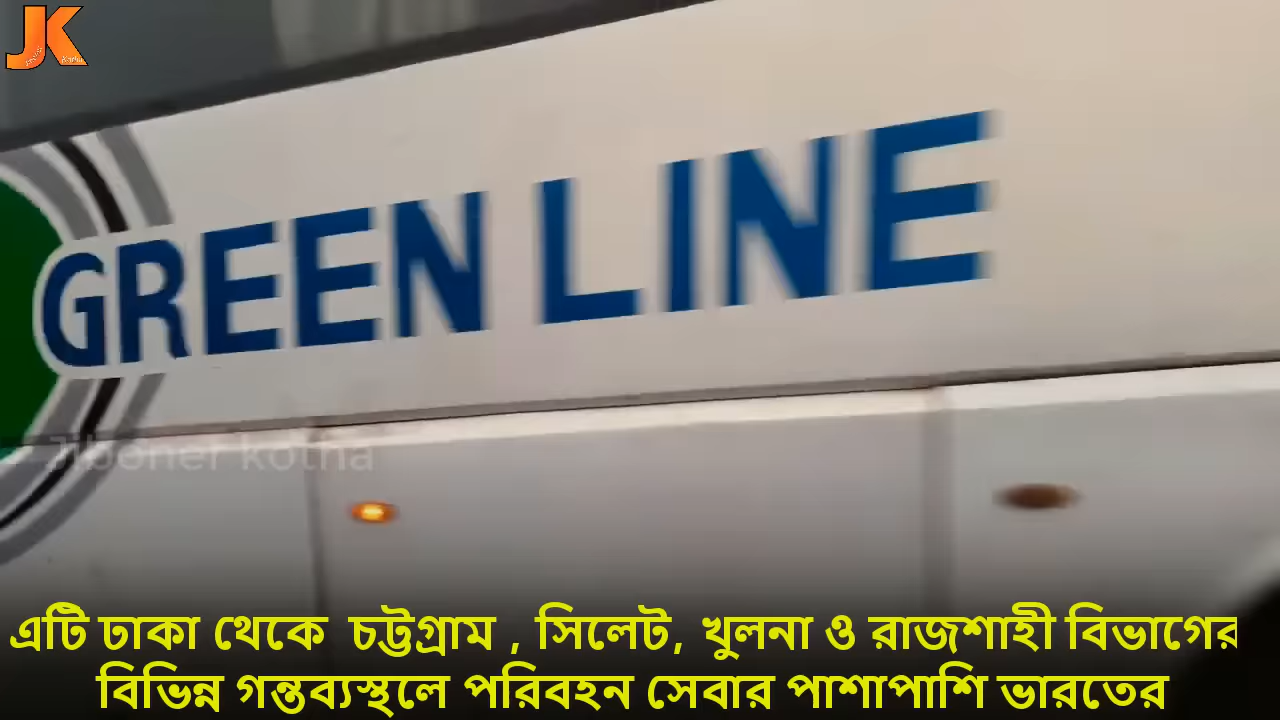 JK
GREEN LINE
Jiboner kotha
এটি ঢাকা থেকে চট্টগ্রাম , সিলেট, খুলনা ও রাজশাহী বিভাগের
বিভিন্ন গন্তব্যস্থলে পরিবহন সেবার পাশাপাশি ভারতের